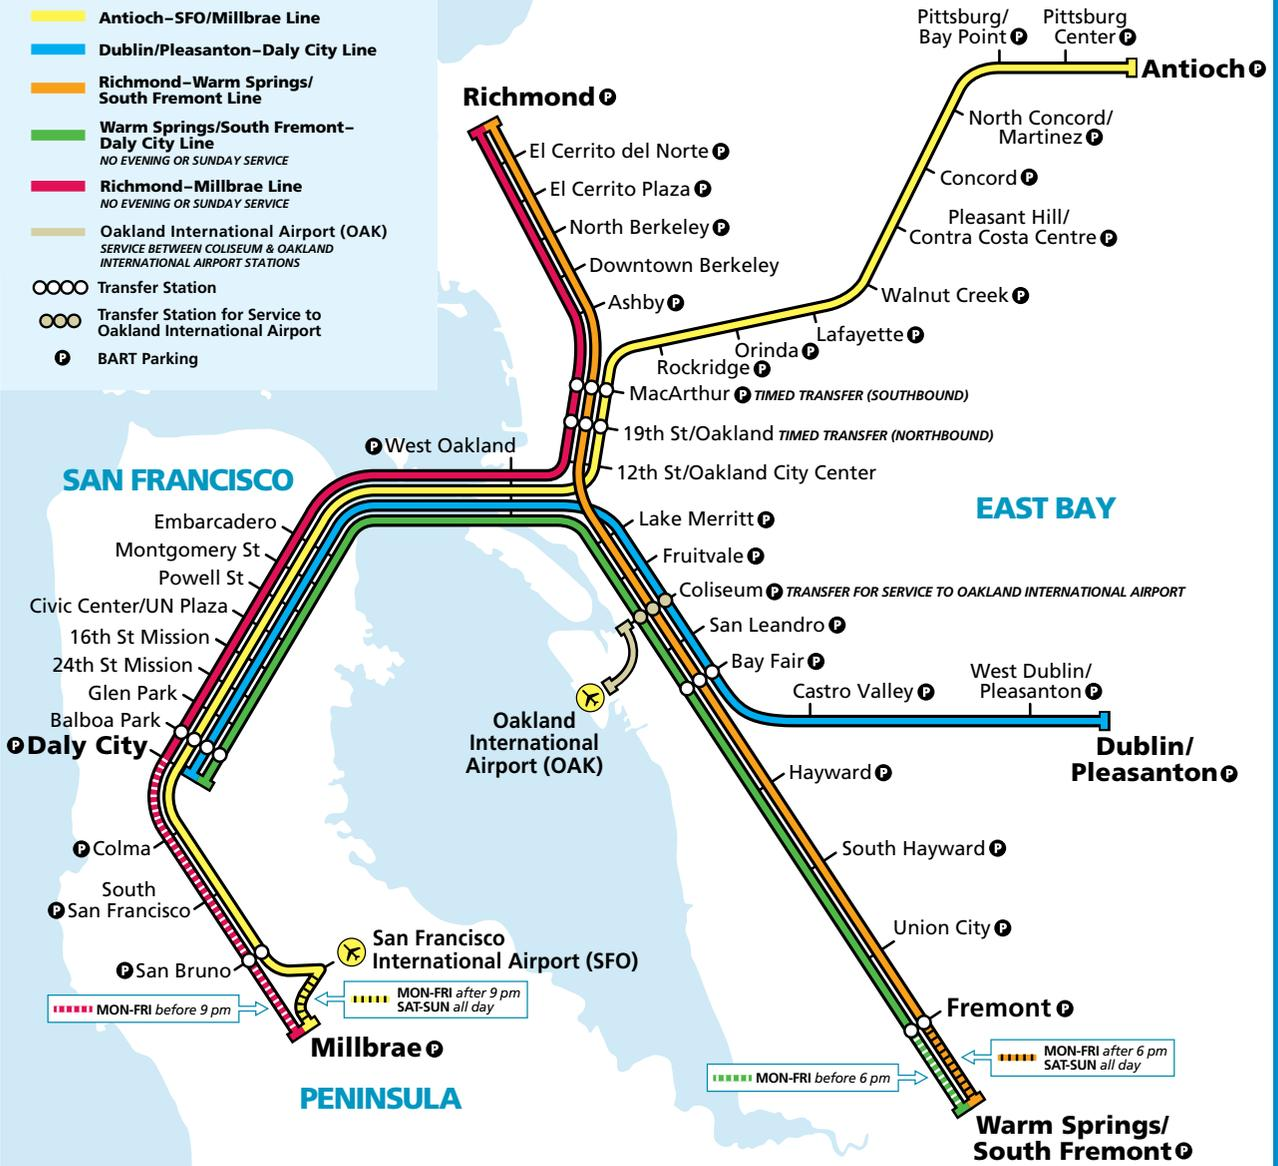 Antioch–SFO/Millbrae Line
Dublin/Pleasanton–Daly City Line
Richmond–Warm Springs/
South Fremont Line
Warm Springs/South Fremont–
Daly City Line
NO EVENING OR SUNDAY SERVICE
Richmond–Millbrae Line
NO EVENING OR SUNDAY SERVICE
Oakland International Airport (OAK)
SERVICE BETWEEN COLISEUM & OAKLAND
INTERNATIONAL AIRPORT STATIONS
Transfer Station
Transfer Station for Service to
Oakland International Airport
P BART Parking
Pittsburg/
Bay Point P
Pittsburg
Center P
Antioch P
North Concord/
Martinez P
Concord P
Pleasant Hill/
Contra Costa Centre P
Walnut Creek P
Lafayette P
Orinda P
Rockridge P
Richmond P
El Cerrito del Norte P
El Cerrito Plaza P
North Berkeley P
Downtown Berkeley
Ashby P
MacArthur P TIMED TRANSFER (SOUTHBOUND)
19th St/Oakland TIMED TRANSFER (NORTHBOUND)
12th St/Oakland City Center
P West Oakland
SAN FRANCISCO
EAST BAY
Embarcadero
Montgomery St
Powell St
Civic Center/UN Plaza
16th St Mission
24th St Mission
Glen Park
Balboa Park
P Daly City
P Colma
South
P San Francisco
P San Bruno
San Francisco
International Airport (SFO)
MON-FRI before 9 pm
MON-FRI after 9 pm
SAT-SUN all day
Millbrae P
PENINSULA
Lake Merritt P
Fruitvale P
Coliseum P TRANSFER FOR SERVICE TO OAKLAND INTERNATIONAL AIRPORT
San Leandro P
Bay Fair P
Castro Valley P
West Dublin/
Pleasanton P
Dublin/
Pleasanton P
Oakland
International
Airport (OAK)
Hayward P
South Hayward P
Union City P
Fremont P
MON-FRI after 6 pm
SAT-SUN all day
MON-FRI before 6 pm
Warm Springs/
South Fremont P